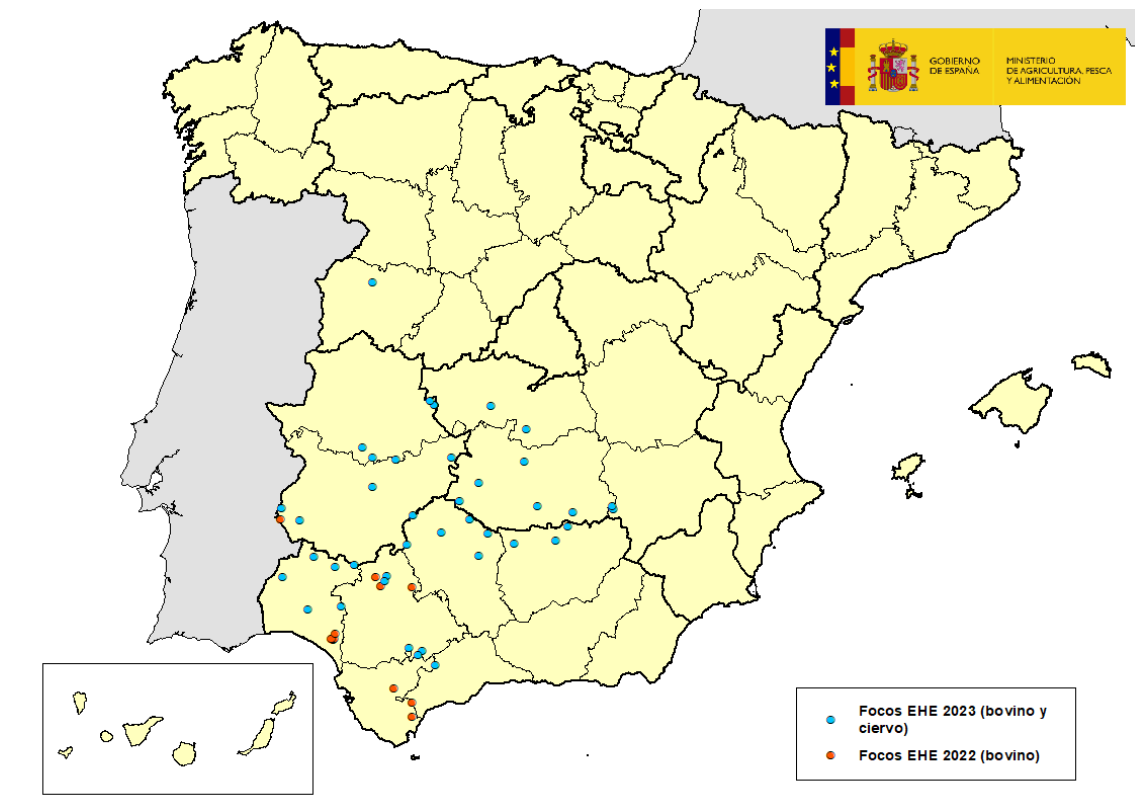 GOBIERNO
DE ESPAÑA
MINISTERIO
DE AGRICULTURA, PESCA
Y ALIMENTACIÓN
Focos EHE 2023 (bovino y
ciervo)
Focos EHE 2022 (bovino)